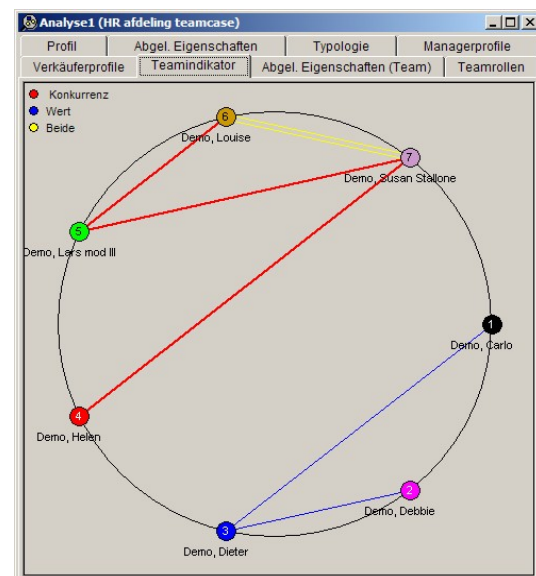 Analyse1 (HR afdeling teamcase)
Profil Abgel. Eigenschaften Typologie Managerprofile
Verkäuferprofile Teamindikator Abgel. Eigenschaften (Team) Teamrollen
Konkurrenz
Wert
Beide
6
Demo, Louise
7
Demo, Susan Stallone
5
Demo, Lars mod III
1
Demo, Carlo
4
Demo, Helen
2
Demo, Debbie
3
Demo, Dieter